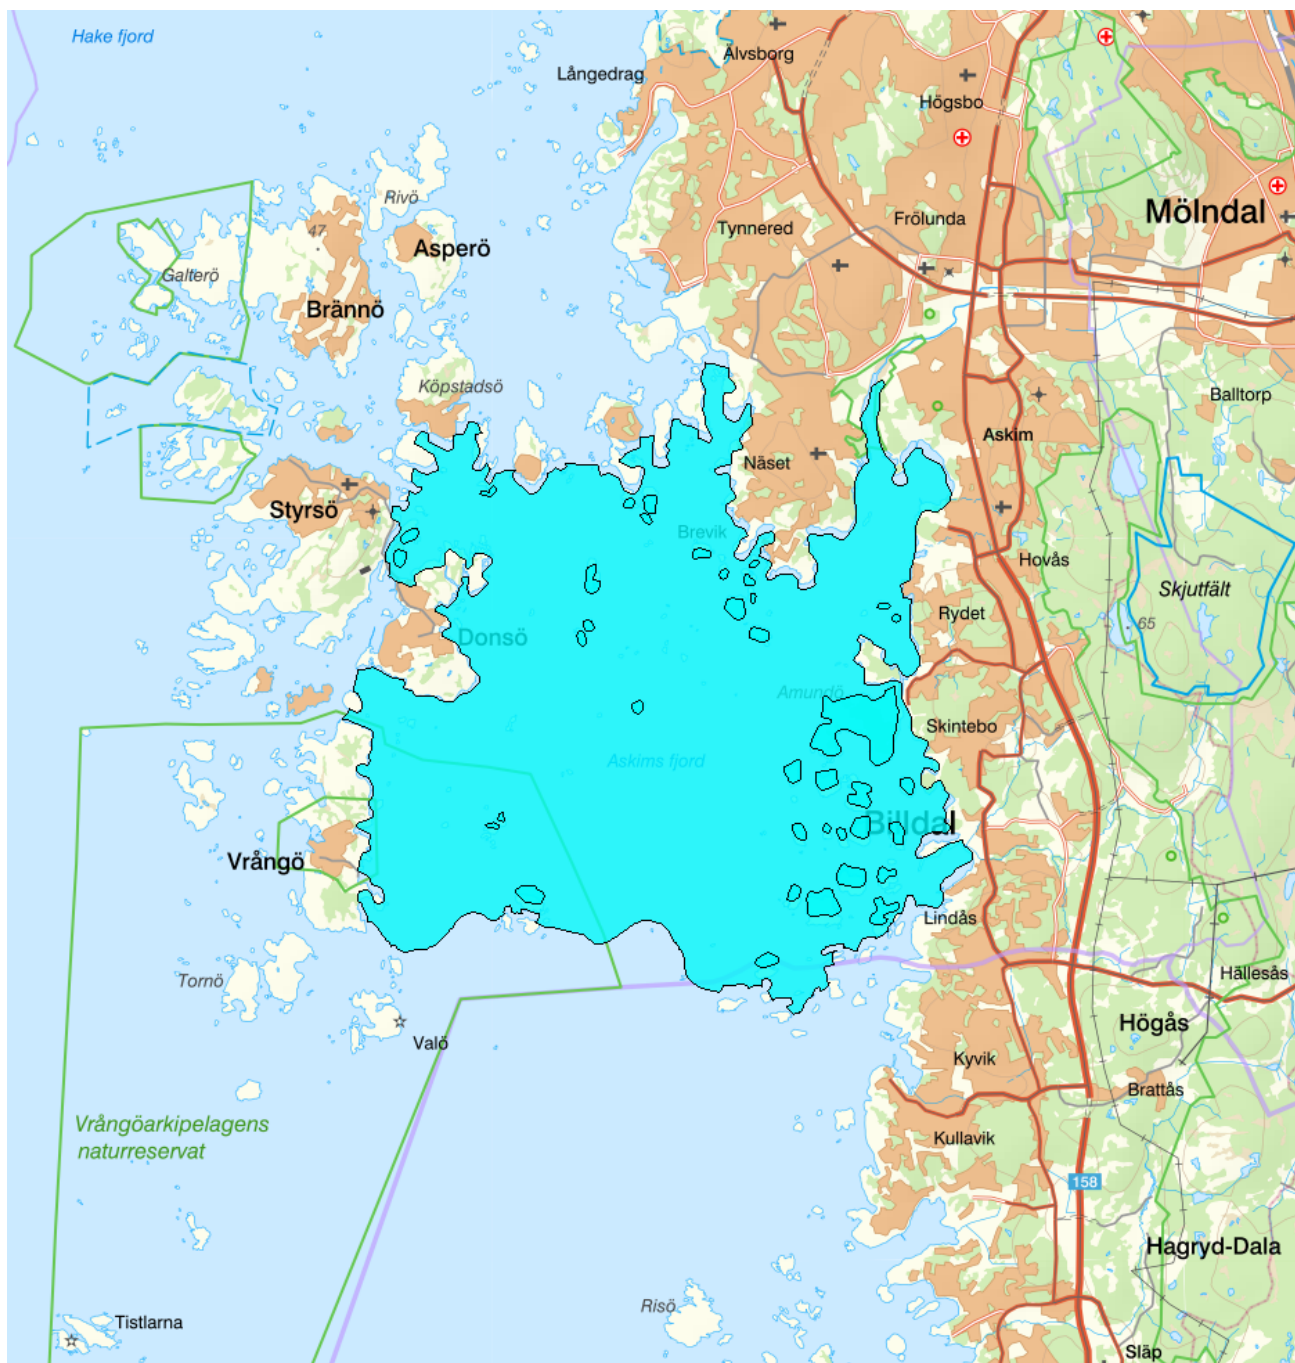 Hake fjord
Långedrag
Älvsborg
Högsbo
Rivö
47
Asperö
Tynnered
Frölunda
Mölndal
Galterö
Brännö
Köpstadsö
Balltorp
Askim
Näset
Styrsö
Brevik
Hovås
Skjutfält
Rydet
65
Donsö
Amundö
Skintebo
Askims fjord
Billdal
Vrångö
Lindås
Tornö
Hällesås
Valö
Högås
Kyvik
Brattås
Vrångöarkipelagens
naturreservat
Kullavik
158
Hagryd-Dala
Risö
Tistlarna
Släp